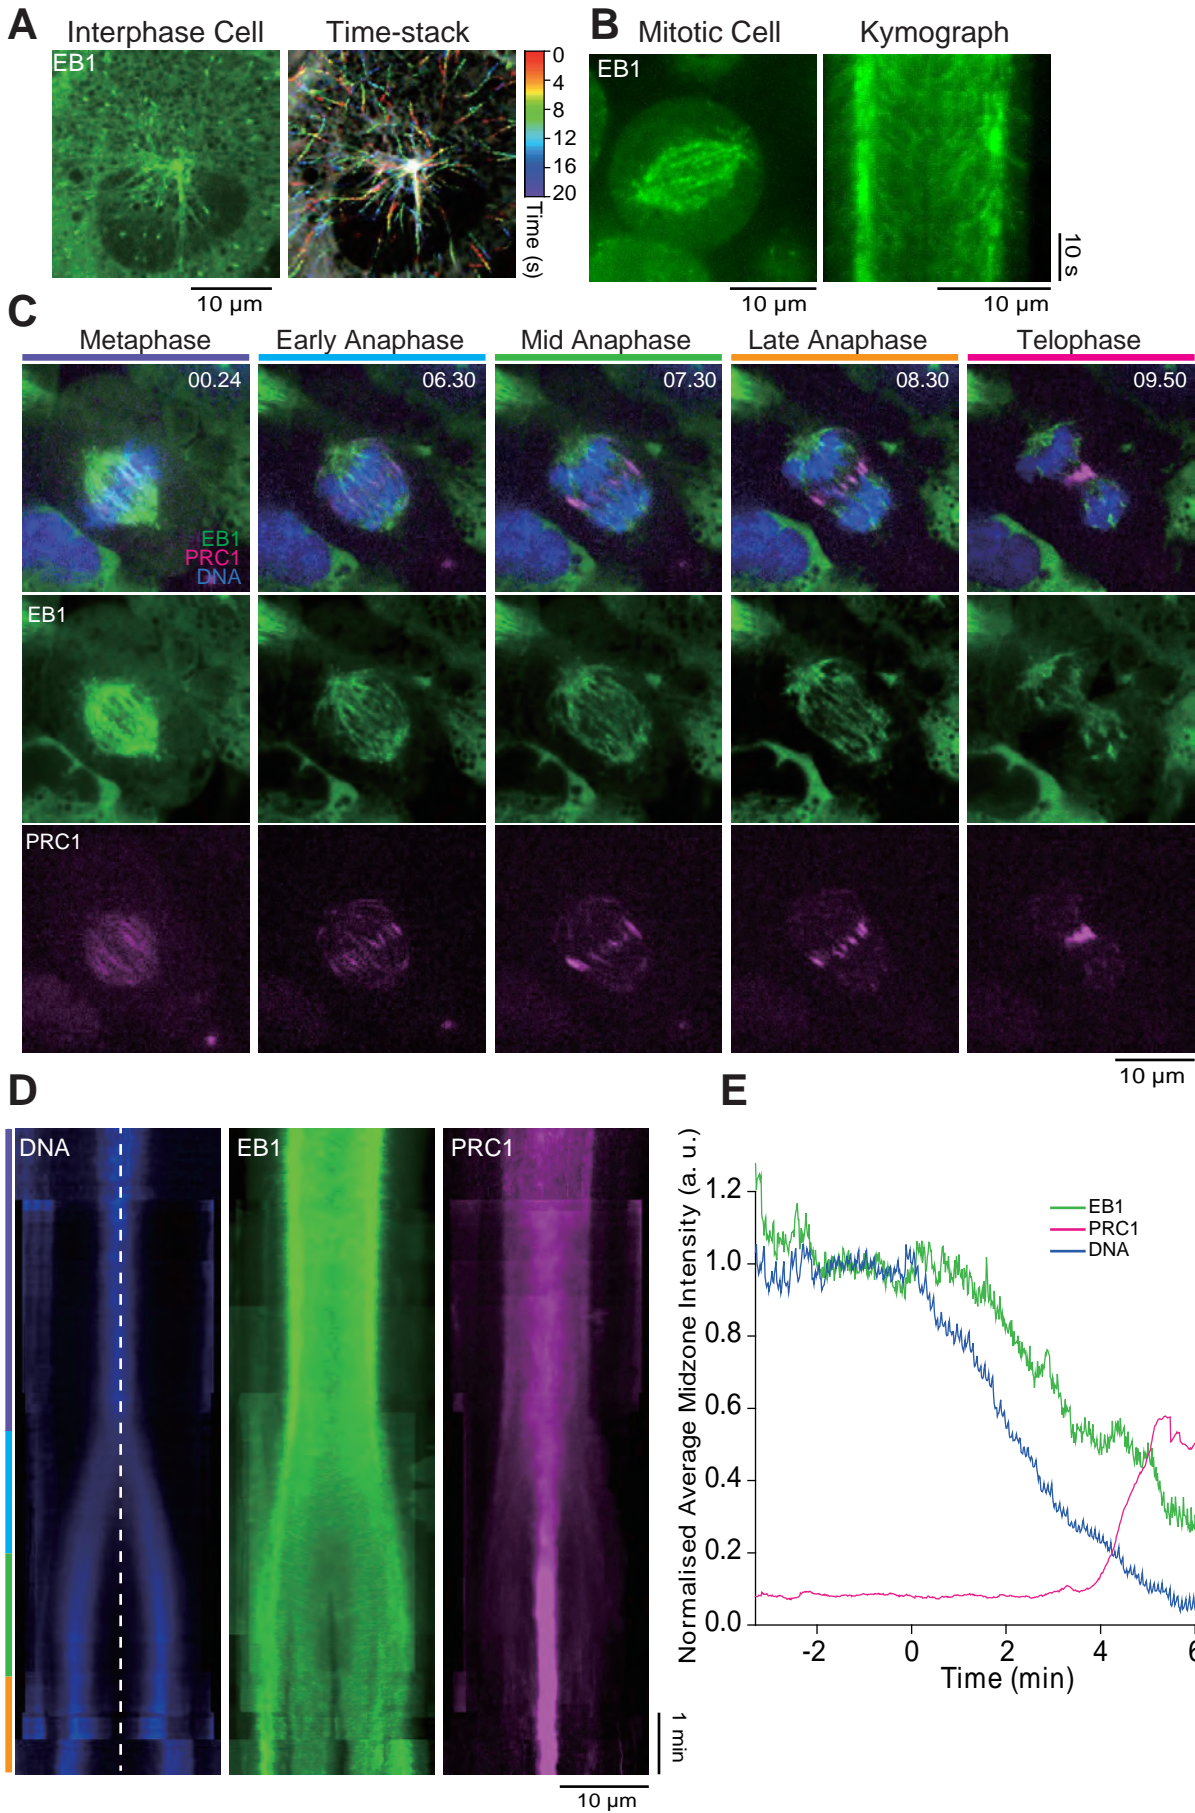 A
Interphase Cell
Time-stack
EB1
0
4
8
12
16
20
Time (s)
10 µm
B
Mitotic Cell
Kymograph
EB1
10 s
10 µm
10 µm
C
Metaphase
Early Anaphase
Mid Anaphase
Late Anaphase
Telophase
00.24
06.30
07.30
08.30
09.50
EB1
PRC1
DNA
EB1
PRC1
10 µm
D
DNA
EB1
PRC1
1 min
10 µm
E
Normalised Average Midzone Intensity (a. u.)
1.2
1.0
0.8
0.6
0.4
0.2
0.0
EB1
PRC1
DNA
-2
0
2
4
6
Time (min)